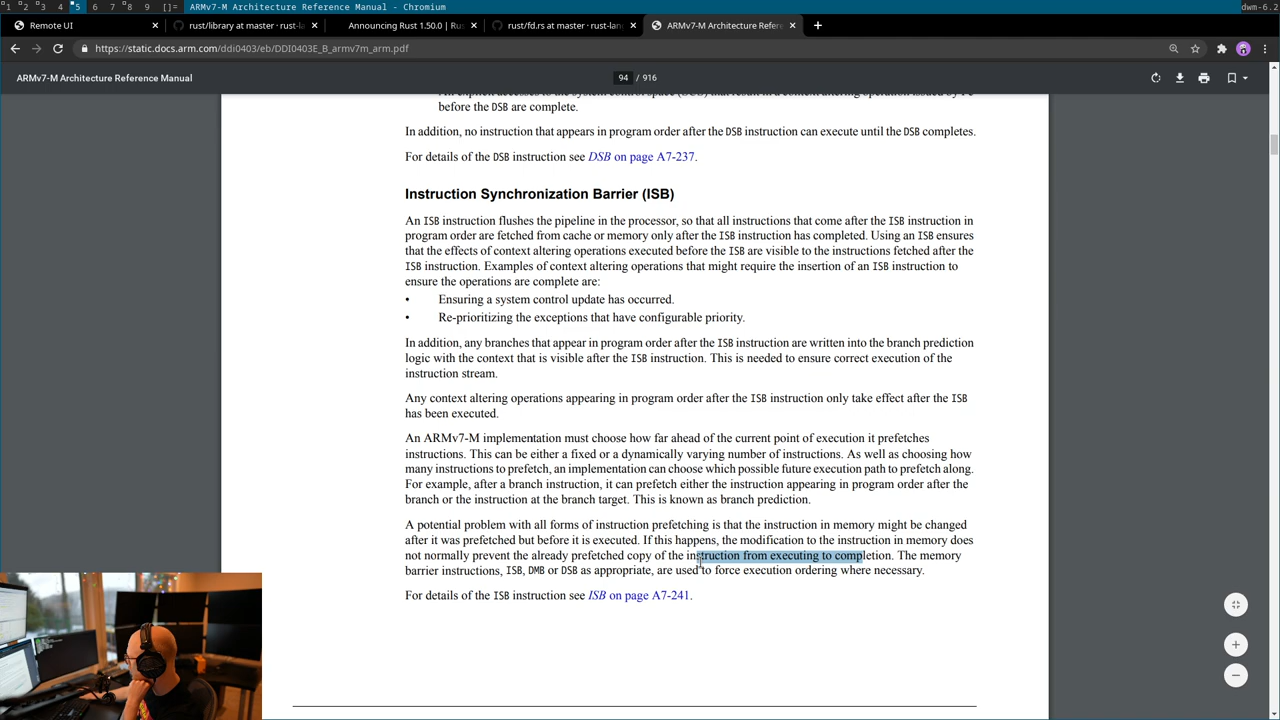 1 2 3 4 5 6 7 8 9 []= ARMv7-M Architecture Reference Manual - Chromium dwm-6.2
Remote UI × rust/library at master · rust-la × Announcing Rust 1.50.0 | Rus × rust/fd.rs at master · rust-lang × ARMv7-M Architecture Refere × +
https://static.docs.arm.com/ddi0403/eb/DDI0403E_B_armv7m_arm.pdf
ARMv7-M Architecture Reference Manual 94 / 916
before the DSB are complete.
In addition, no instruction that appears in program order after the DSB instruction can execute until the DSB completes.
For details of the DSB instruction see DSB on page A7-237.
Instruction Synchronization Barrier (ISB)
An ISB instruction flushes the pipeline in the processor, so that all instructions that come after the ISB instruction in
program order are fetched from cache or memory only after the ISB instruction has completed. Using an ISB ensures
that the effects of context altering operations executed before the ISB are visible to the instructions fetched after the
ISB instruction. Examples of context altering operations that might require the insertion of an ISB instruction to
ensure the operations are complete are:
• Ensuring a system control update has occurred.
• Re-prioritizing the exceptions that have configurable priority.
In addition, any branches that appear in program order after the ISB instruction are written into the branch prediction
logic with the context that is visible after the ISB instruction. This is needed to ensure correct execution of the
instruction stream.
Any context altering operations appearing in program order after the ISB instruction only take effect after the ISB
has been executed.
An ARMv7-M implementation must choose how far ahead of the current point of execution it prefetches
instructions. This can be either a fixed or a dynamically varying number of instructions. As well as choosing how
many instructions to prefetch, an implementation can choose which possible future execution path to prefetch along.
For example, after a branch instruction, it can prefetch either the instruction appearing in program order after the
branch or the instruction at the branch target. This is known as branch prediction.
A potential problem with all forms of instruction prefetching is that the instruction in memory might be changed
after it was prefetched but before it is executed. If this happens, the modification to the instruction in memory does
not normally prevent the already prefetched copy of the instruction from executing to completion. The memory
barrier instructions, ISB, DMB or DSB as appropriate, are used to force execution ordering where necessary.
For details of the ISB instruction see ISB on page A7-241.